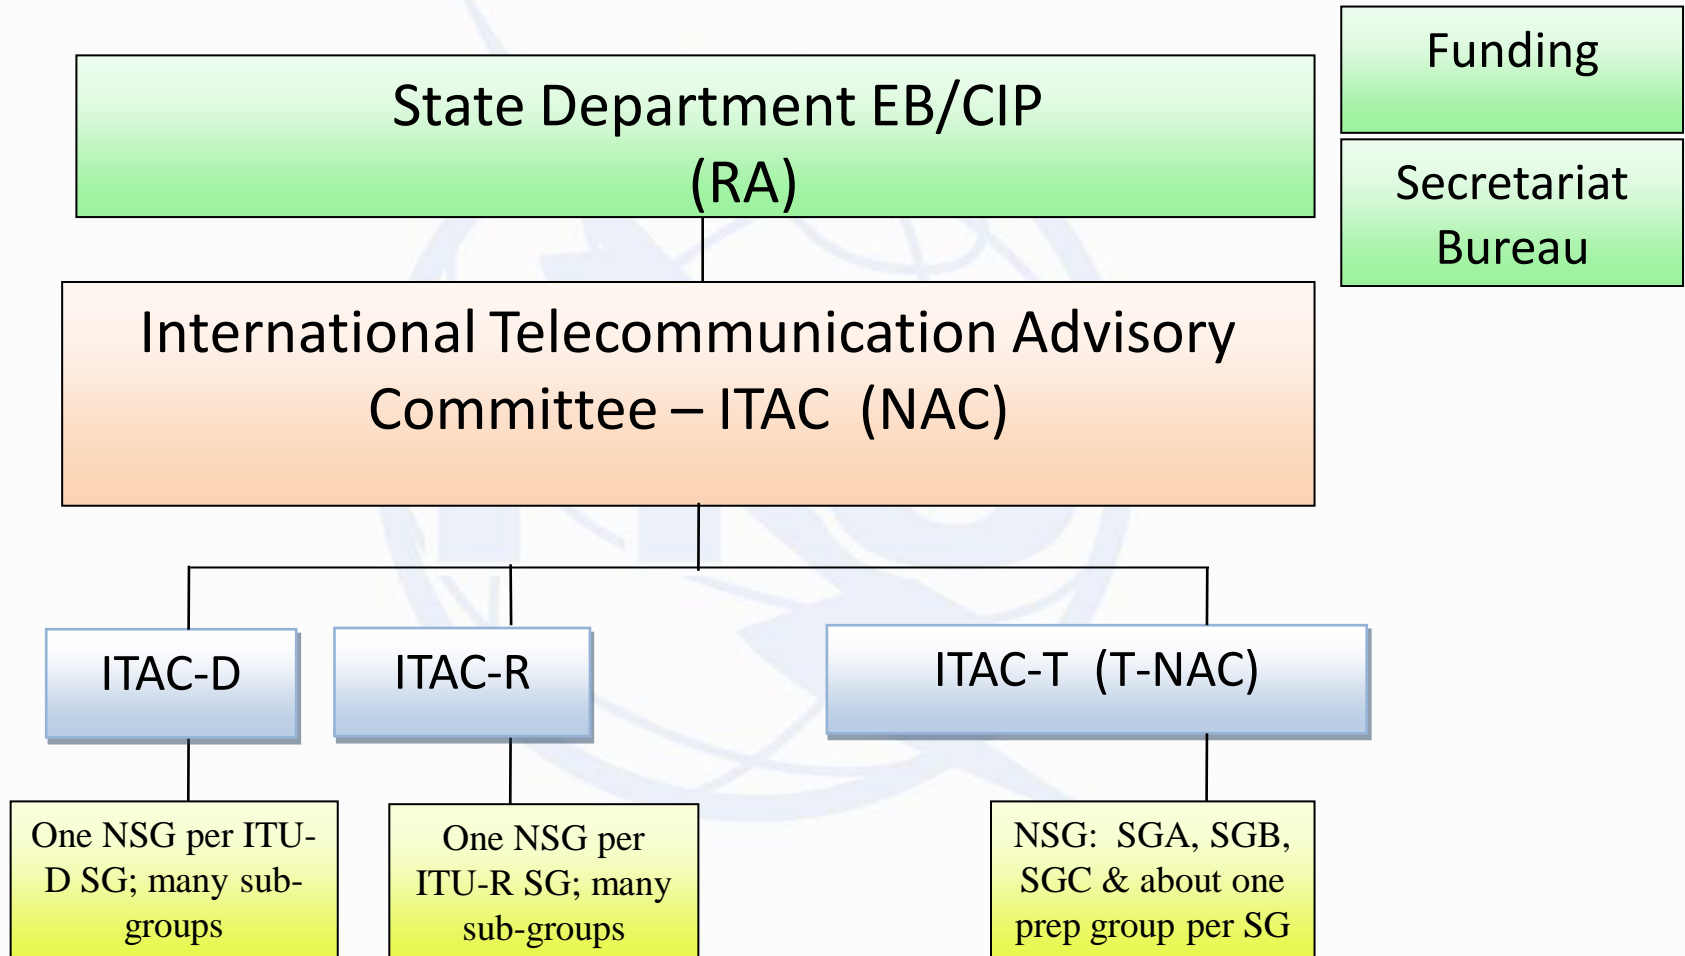 State Department EB/CIP
(RA)
Funding
Secretariat
Bureau
International Telecommunication Advisory
Committee – ITAC  (NAC)
ITAC-D
ITAC-R
ITAC-T  (T-NAC)
One NSG per ITU-
D SG; many sub-
groups
One NSG per
ITU-R SG; many
sub-groups
NSG:  SGA, SGB,
SGC & about one
prep group per SG